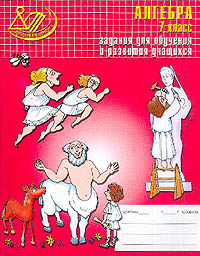 АЛГЕБРА
7 класс
задания для обучения
и развития учащихся